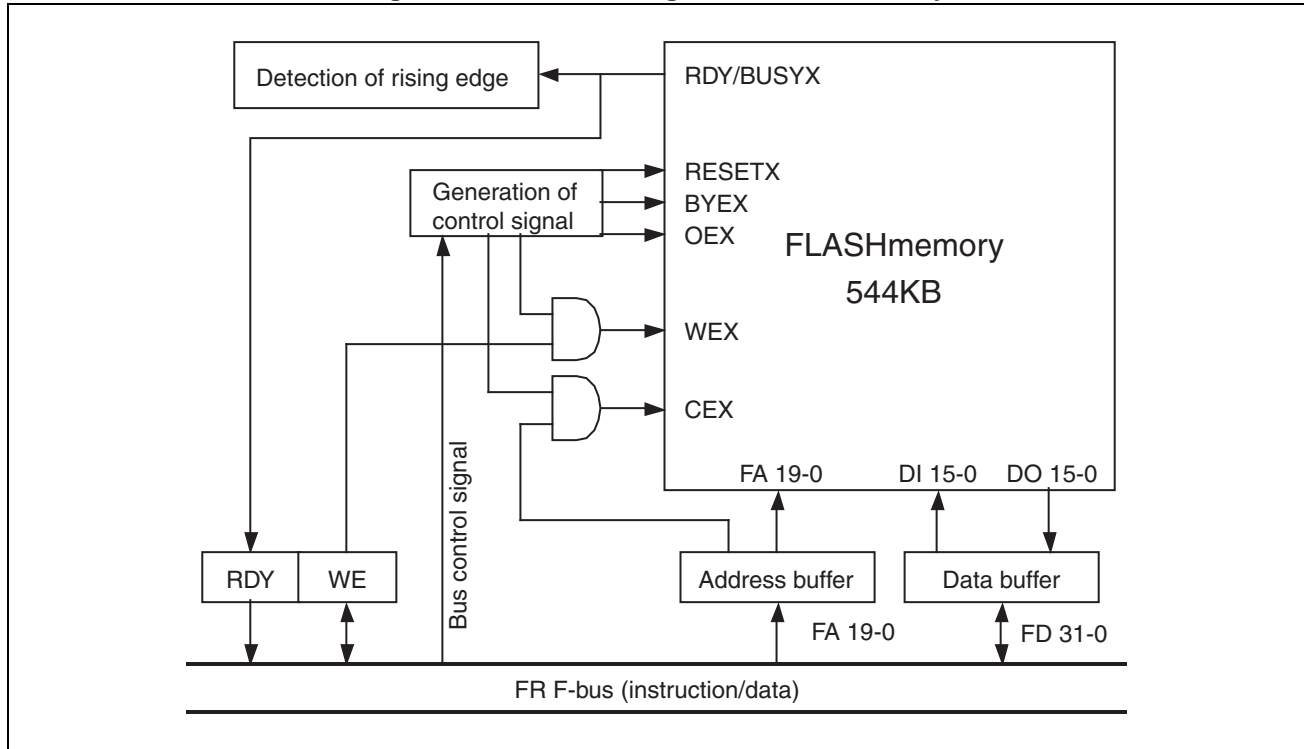 Detection of rising edge
RDY/BUSYX
RESETX
Generation of
control signal
BYEX
OEX
FLASHmemory
544KB
WEX
CEX
Bus control signal
FA 19-0
DI 15-0
DO 15-0
RDY
WE
Address buffer
Data buffer
FA 19-0
FD 31-0
FR F-bus (instruction/data)